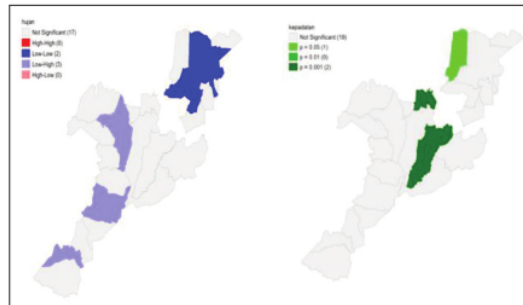 hujan
Not Significant (17)
High-High (0)
Low-Low (2)
Low-High (3)
High-Low (0)
kepadatan
Not Significant (19)
p = 0.05 (1)
p = 0.01 (0)
p = 0.001 (2)